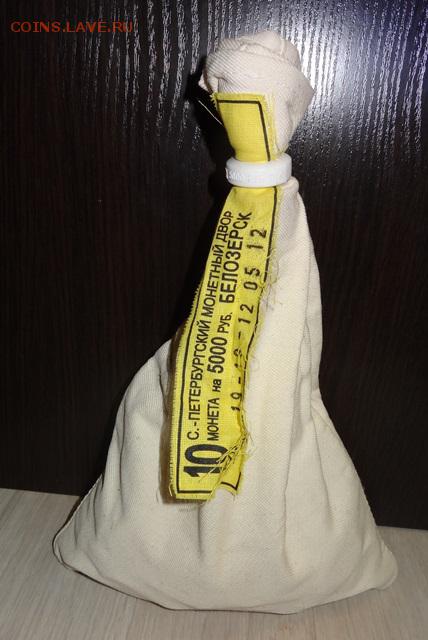 COINS.LAVE.RU
10
С.-ПЕТЕРБУРГСКИЙ МОНЕТНЫЙ ДВОР
МОНЕТА на 5000 РУБ. БЕЛОЗЕРСК
12 05 12